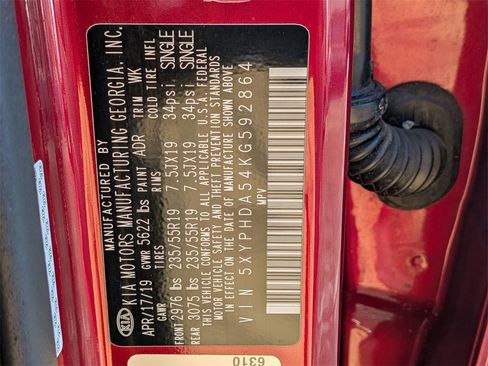 MANUFACTURED BY
KIA MOTORS MANUFACTURING GEORGIA, INC.
KIA
APR/17/19 GVWR 5622 lbs PAINT ADR TRIM WK
GAWR TIRES RIMS COLD TIRE INFL
FRONT 2976 lbs 235/55R19 7.5JX19 34psi SINGLE
REAR 3075 lbs 235/55R19 7.5JX19 34psi SINGLE
THIS VEHICLE CONFORMS TO ALL APPLICABLE U.S.A. FEDERAL
MOTOR VEHICLE SAFETY AND THEFT PREVENTION STANDARDS
IN EFFECT ON THE DATE OF MANUFACTURE SHOWN ABOVE
VIN 5XYPHDA54KG592864
MPV
6310